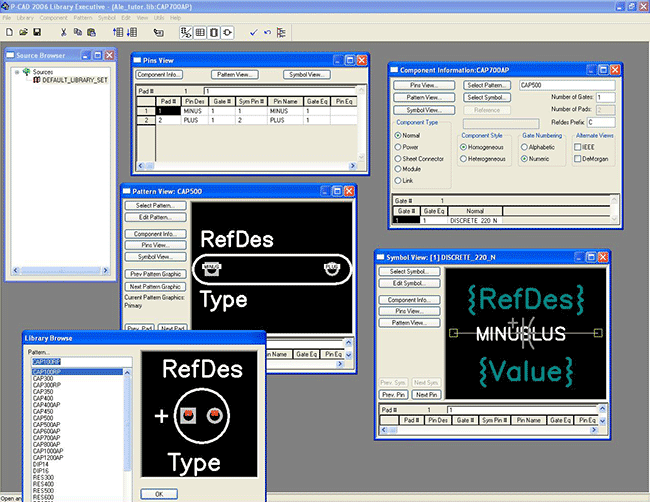 P-CAD 2006 Library Executive - (Ale_tutor.lib:CAP700AP)
File Library Component Pattern Symbol Edit View Utils Help
Source Browser
Sources
DEFAULT_LIBRARY_SET
Pins View
Component Info... Pattern View... Symbol View...
Pad # 1 1
Pad # Pin Des Gate # Sym Pin # Pin Name Gate Eq Pin Eq
1 1 MINUS 1 1 MINUS
2 2 PLUS 1 2 PLUS
Component Information:CAP700AP
Pins View... Select Pattern... CAP500
Pattern View... Select Symbol... Number of Gates: 1
Symbol View... Reference Number of Pads: 2
Refdes Prefix: C
Component Type Component Style Gate Numbering Alternate Views
Normal Homogeneous Alphabetic IEEE
Power Heterogeneous Numeric DeMorgan
Sheet Connector
Module
Link
Gate #
Gate # Gate Eq Normal
1 1 DISCRETE_220_N
Pattern View: CAP500
Select Pattern...
Edit Pattern...
Component Info...
Pins View...
Symbol View...
Prev Pattern Graphic
Next Pattern Graphic
Current Pattern Graphics:
Primary
Prev. Pad Next Pad
RefDes
MINUS PLUS
Type
Pin Name Gate Eq Pin Eq
Symbol View: [1] DISCRETE_220_N
Select Symbol...
Edit Symbol...
Component Info...
Pins View...
Pattern View...
Prev Sym Next Sym
Prev. Pin Next Pin
{RefDes}
MINUPLUS
{Value}
Pad # 1 1
Pad # Pin Des Gate # Sym Pin # Pin Name Gate Eq Pin Eq
Library Browse
Pattern...
CAP100RP
CAP100RP
CAP300
CAP300RP
CAP350
CAP400
CAP400AP
CAP450
CAP500
CAP500AP
CAP600AP
CAP700AP
CAP800AP
CAP1000AP
CAP1200AP
DIP14
DIP16
RES300
RES400
RES500
RES600
RefDes
+
Type
OK
Open an